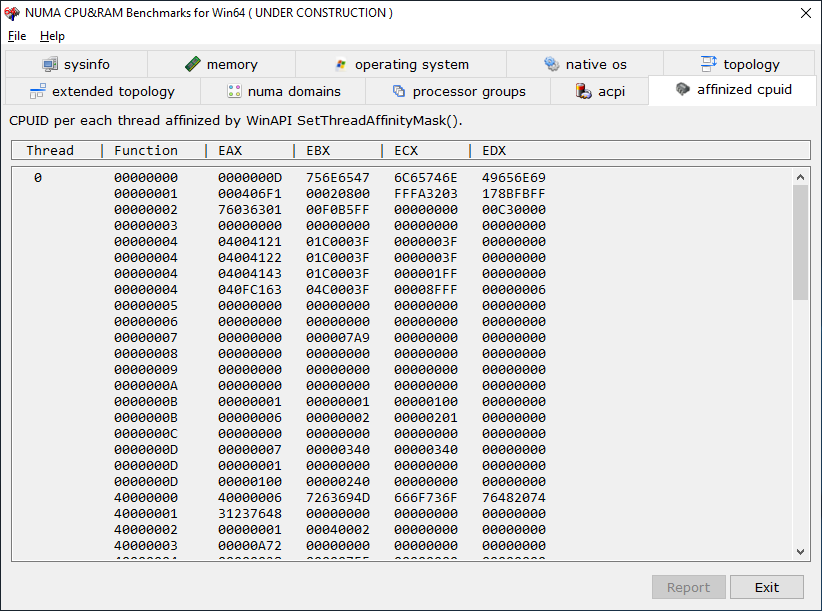 NUMA CPU&RAM Benchmarks for Win64 ( UNDER CONSTRUCTION )
File Help
sysinfo memory operating system native os topology
extended topology numa domains processor groups acpi affinized cpuid
CPUID per each thread affinized by WinAPI SetThreadAffinityMask().
Thread | Function | EAX | EBX | ECX | EDX
0 00000000 0000000D 756E6547 6C65746E 49656E69
00000001 000406F1 00020800 FFFA3203 178BFBFF
00000002 76036301 00F0B5FF 00000000 00C30000
00000003 00000000 00000000 00000000 00000000
00000004 04004121 01C0003F 0000003F 00000000
00000004 04004122 01C0003F 0000003F 00000000
00000004 04004143 01C0003F 000001FF 00000000
00000004 040FC163 04C0003F 00008FFF 00000006
00000005 00000000 00000000 00000000 00000000
00000006 00000000 00000000 00000000 00000000
00000007 00000000 000007A9 00000000 00000000
00000008 00000000 00000000 00000000 00000000
00000009 00000000 00000000 00000000 00000000
0000000A 00000000 00000000 00000000 00000000
0000000B 00000001 00000001 00000100 00000000
0000000B 00000006 00000002 00000201 00000000
0000000C 00000000 00000000 00000000 00000000
0000000D 00000007 00000340 00000340 00000000
0000000D 00000001 00000000 00000000 00000000
0000000D 00000100 00000240 00000000 00000000
40000000 40000006 7263694D 666F736F 76482074
40000001 31237648 00000000 00000000 00000000
40000002 00000001 00040002 00000000 00000000
40000003 00000A72 00000000 00000000 00000000
Report Exit